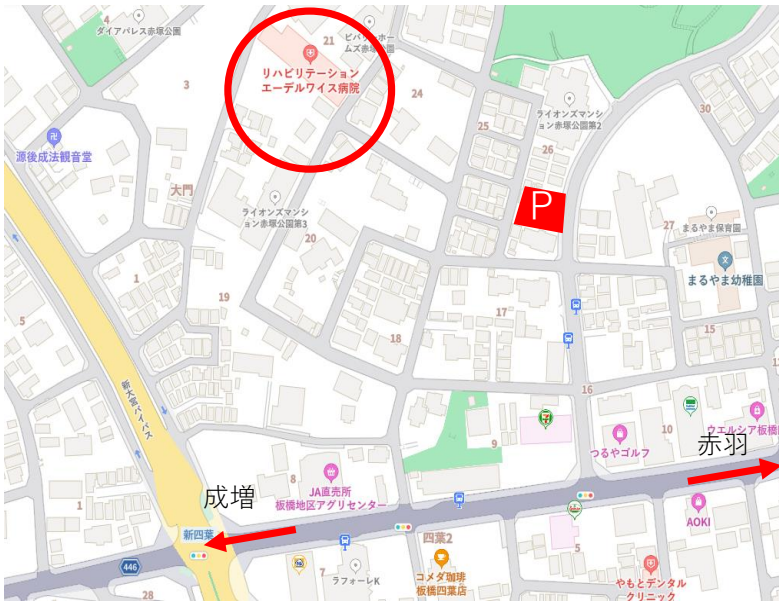 4
ダイアパレス赤塚公園
21
ビバリーホー
ムズ赤塚公園
リハビリテーション
エーデルワイス病院
3
24
25
ライオンズマンシ
ョン赤塚公園第2
26
30
源後成法観音堂
大門
ライオンズマンシ
ョン赤塚公園第3
20
P
27
まるやま保育園
まるやま幼稚園
1
19
5
17
18
15
新大宮バイパス
16
9
つるやゴルフ
10
ウエルシア板橋
赤羽
8
JA直売所
板橋地区アグリセンター
成増
1
AOKI
新四葉
四葉2
5
446
7
ラフォーレK
コメダ珈琲
板橋四葉店
やもとデンタル
クリニック
28